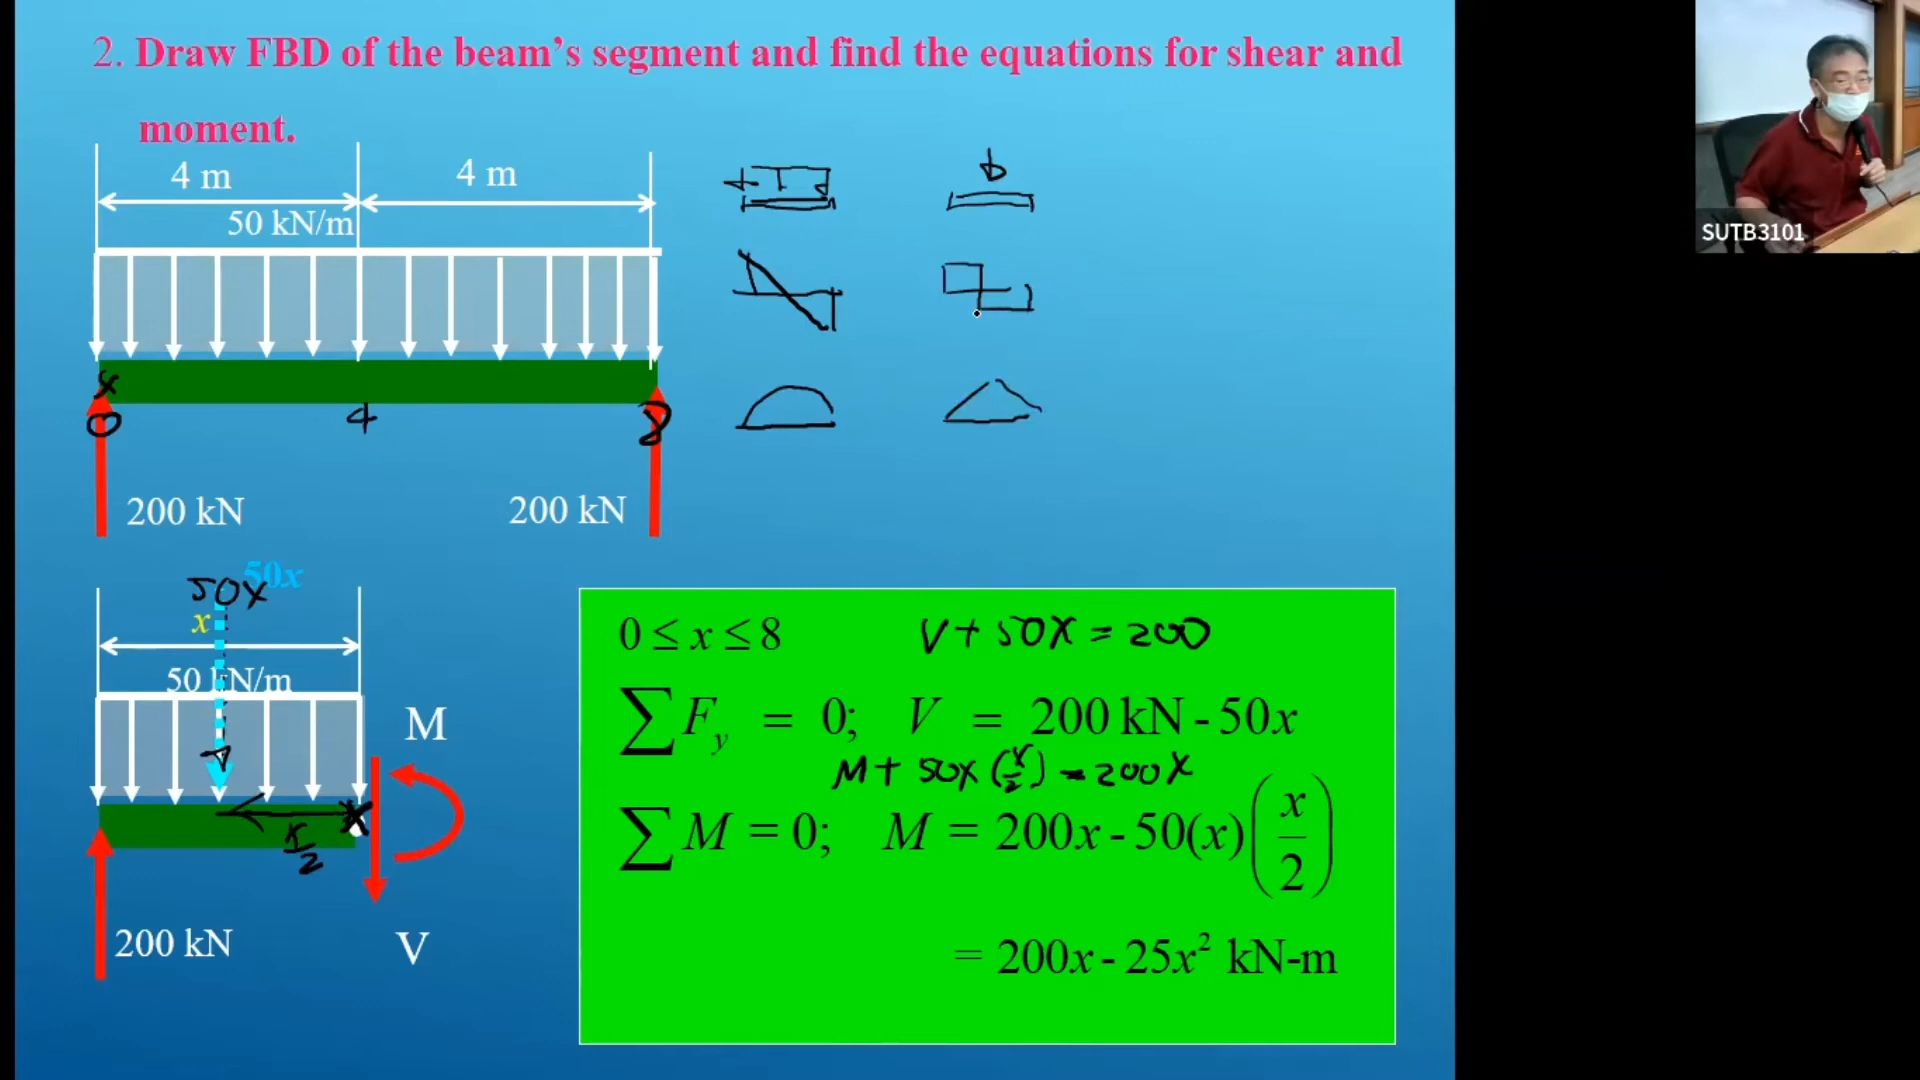 2. Draw FBD of the beam's segment and find the equations for shear and
moment.
4 m
4 m
50 kN/m
0
4
8
200 kN
200 kN
50x
50x
x
50 kN/m
M
x/2
200 kN
V
0 ≤ x ≤ 8
V + 50x = 200
∑ F_y = 0; V = 200 kN - 50x
M + 50x (x/2) = 200x
∑ M = 0; M = 200x - 50(x)(x/2)
= 200x - 25x² kN-m
SUTB3101